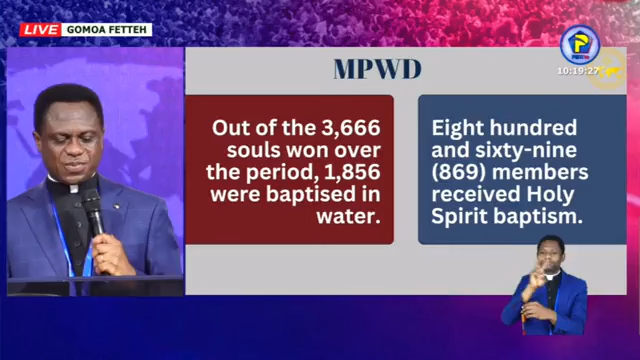 LIVE GOMOA FETTEH
10:19:27
MPWD
Out of the 3,666
souls won over
the period, 1,856
were baptised in
water.
Eight hundred
and sixty-nine
(869) members
received Holy
Spirit baptism.